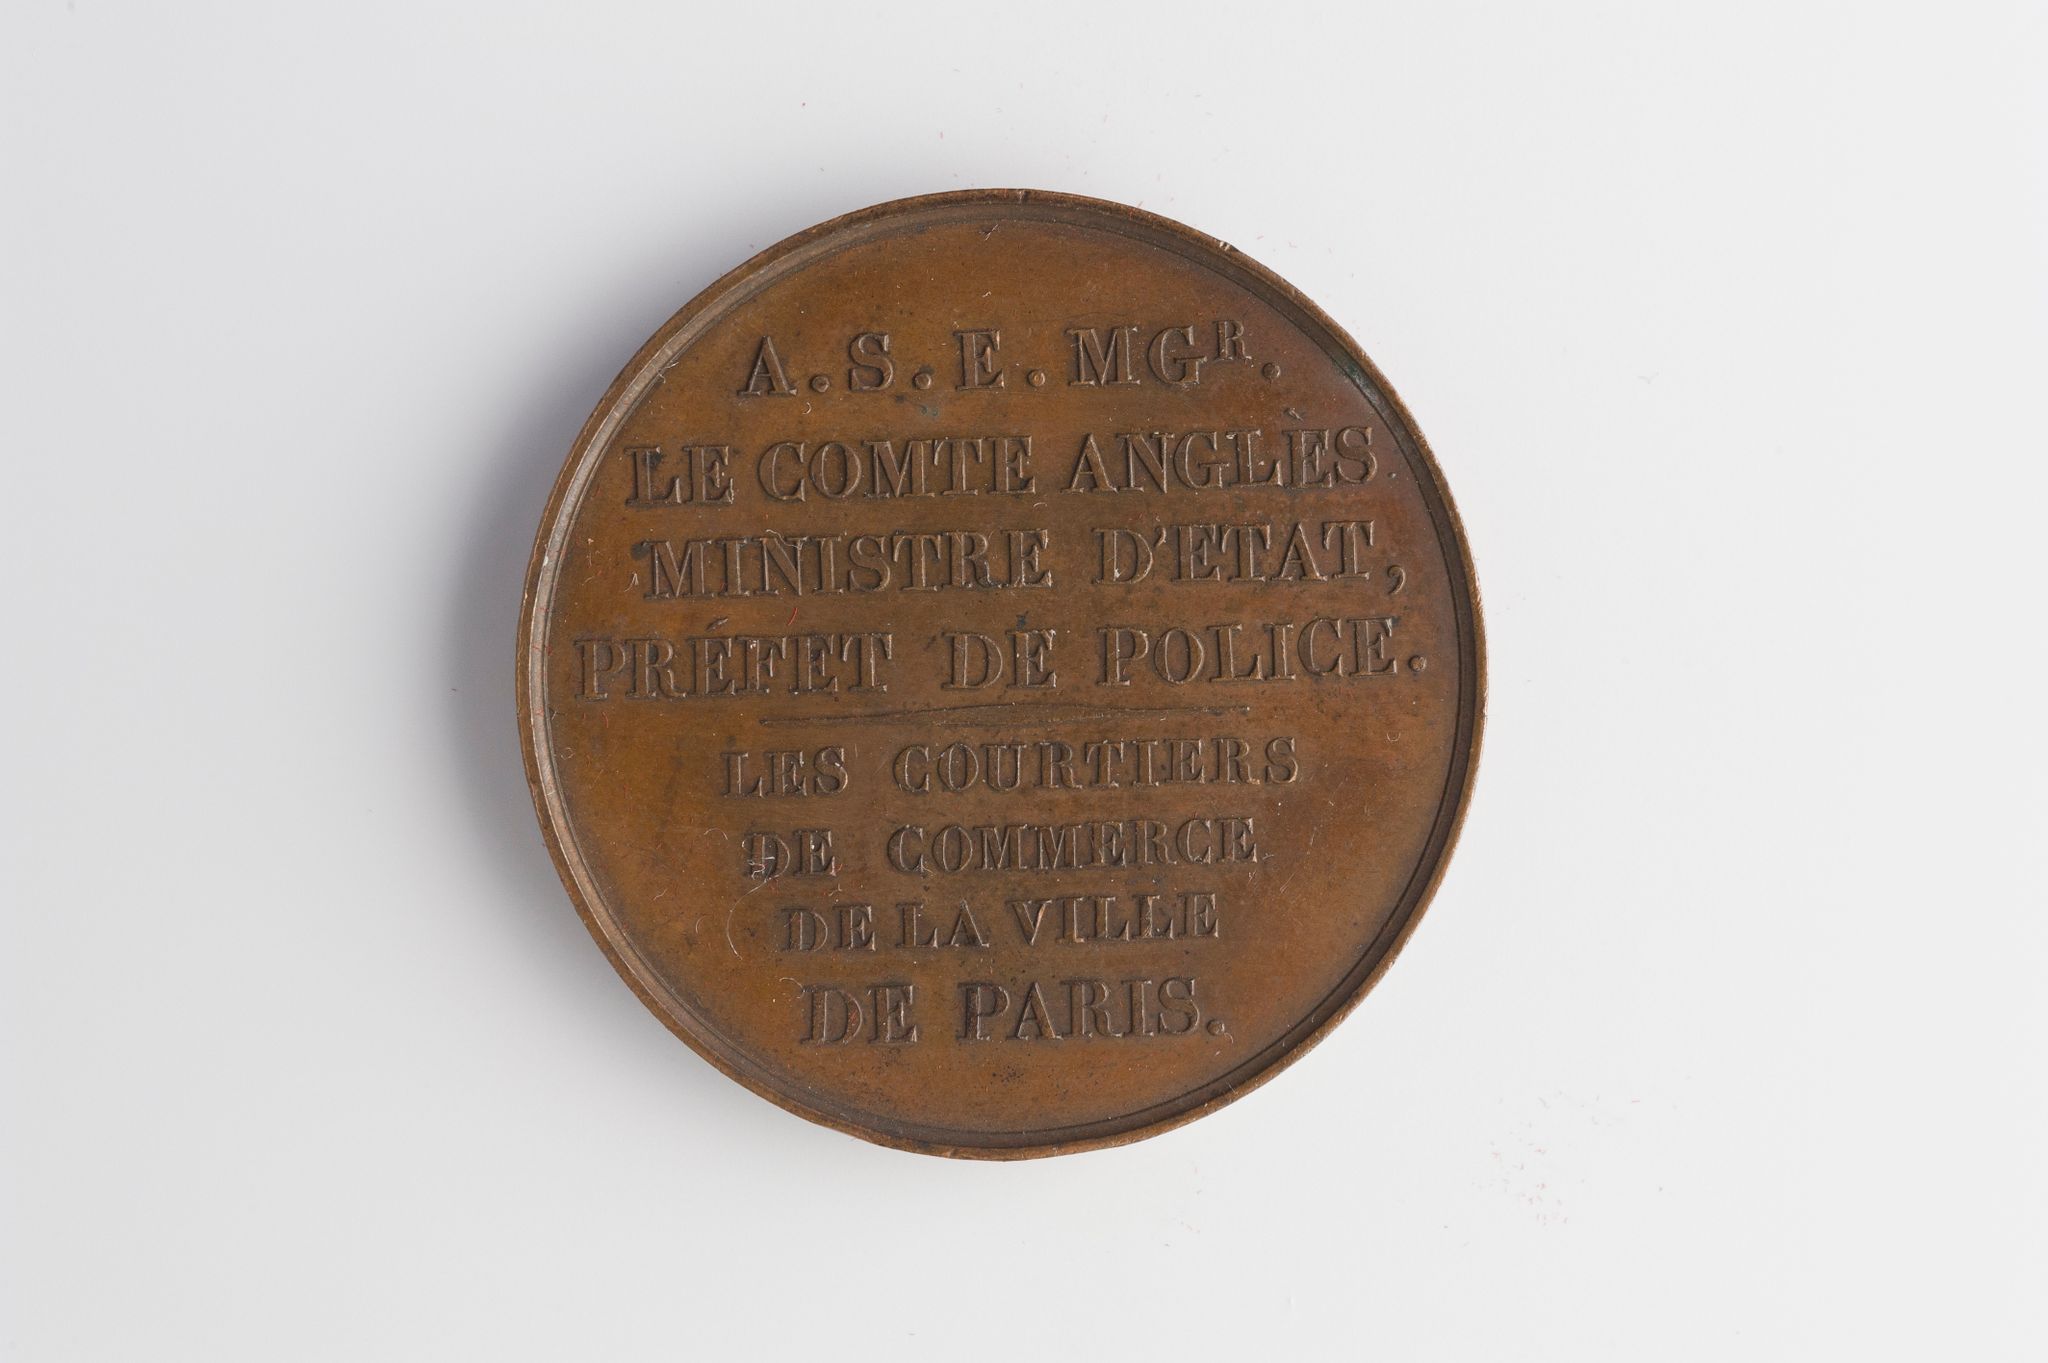 A. S. E. MGR.
LE COMTE ANGLÈS
MINISTRE D'ETAT,
PRÉFET DE POLICE.
LES COURTIERS
DE COMMERCE
DE LA VILLE
DE PARIS.